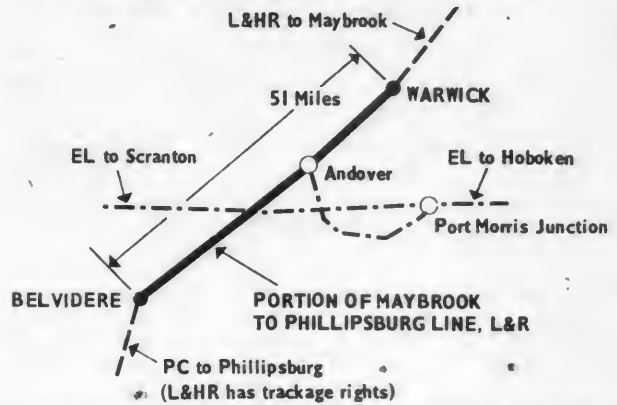 L&HR to Maybrook
51 Miles
WARWICK
EL to Scranton
Andover
EL to Hoboken
Port Morris Junction
BELVIDERE
PORTION OF MAYBROOK
TO PHILLIPSBURG LINE, L&R
PC to Phillipsburg
(L&HR has trackage rights)